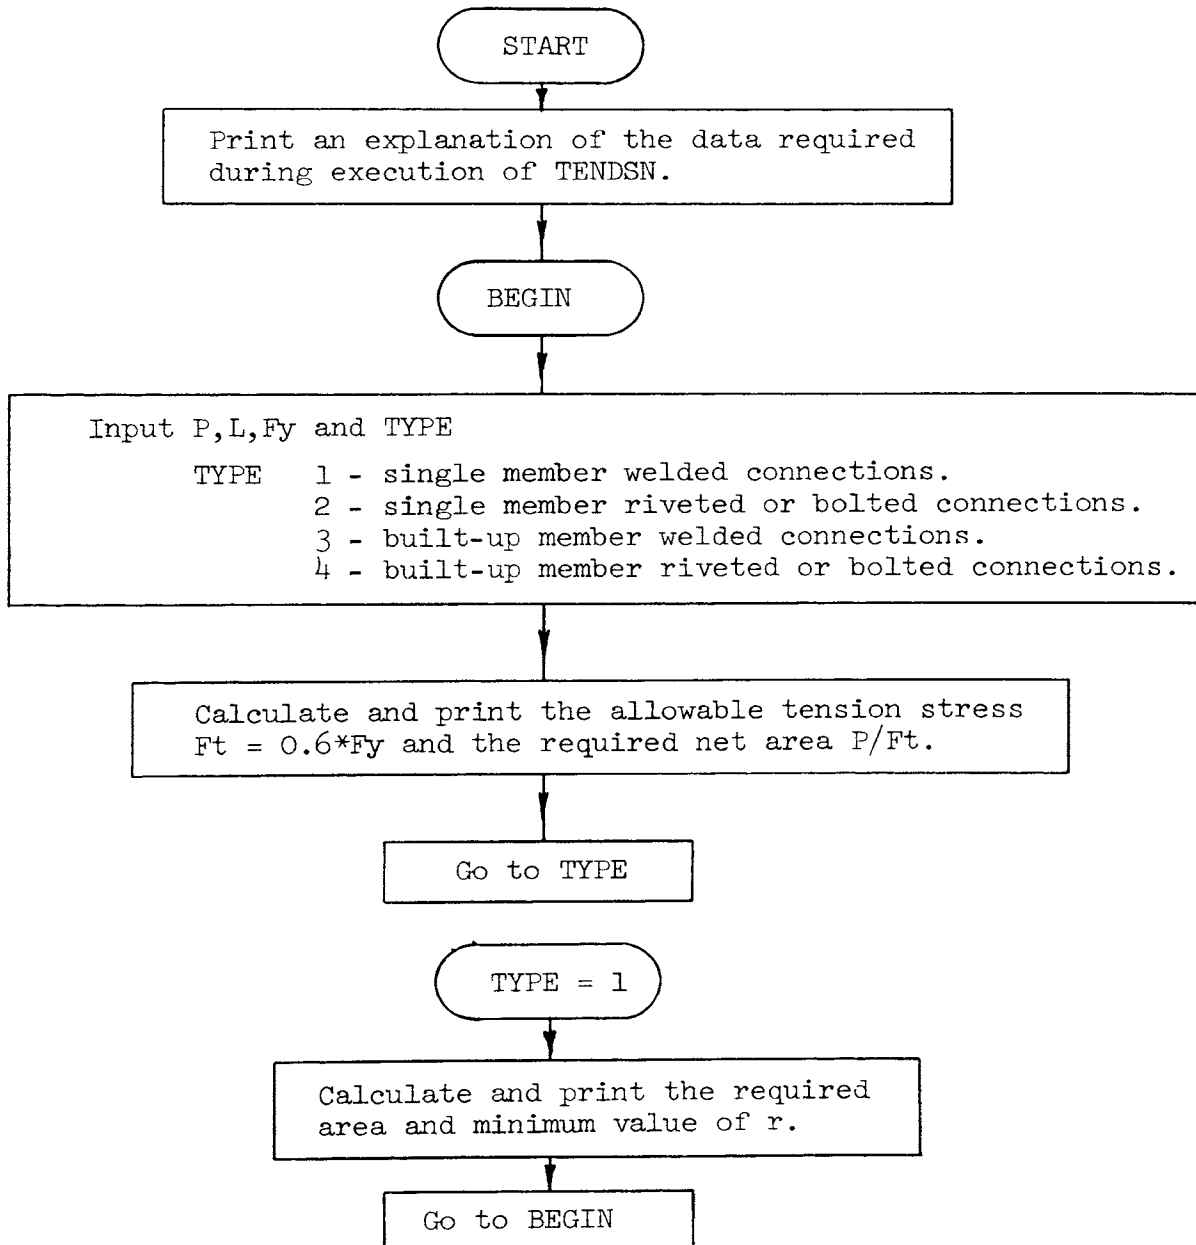 START
Print an explanation of the data required
during execution of TENDSN.
BEGIN
Input P,L,Fy and TYPE
TYPE 1 - single member welded connections.
2 - single member riveted or bolted connections.
3 - built-up member welded connections.
4 - built-up member riveted or bolted connections.
Calculate and print the allowable tension stress
Ft = 0.6*Fy and the required net area P/Ft.
Go to TYPE
TYPE = 1
Calculate and print the required
area and minimum value of r.
Go to BEGIN